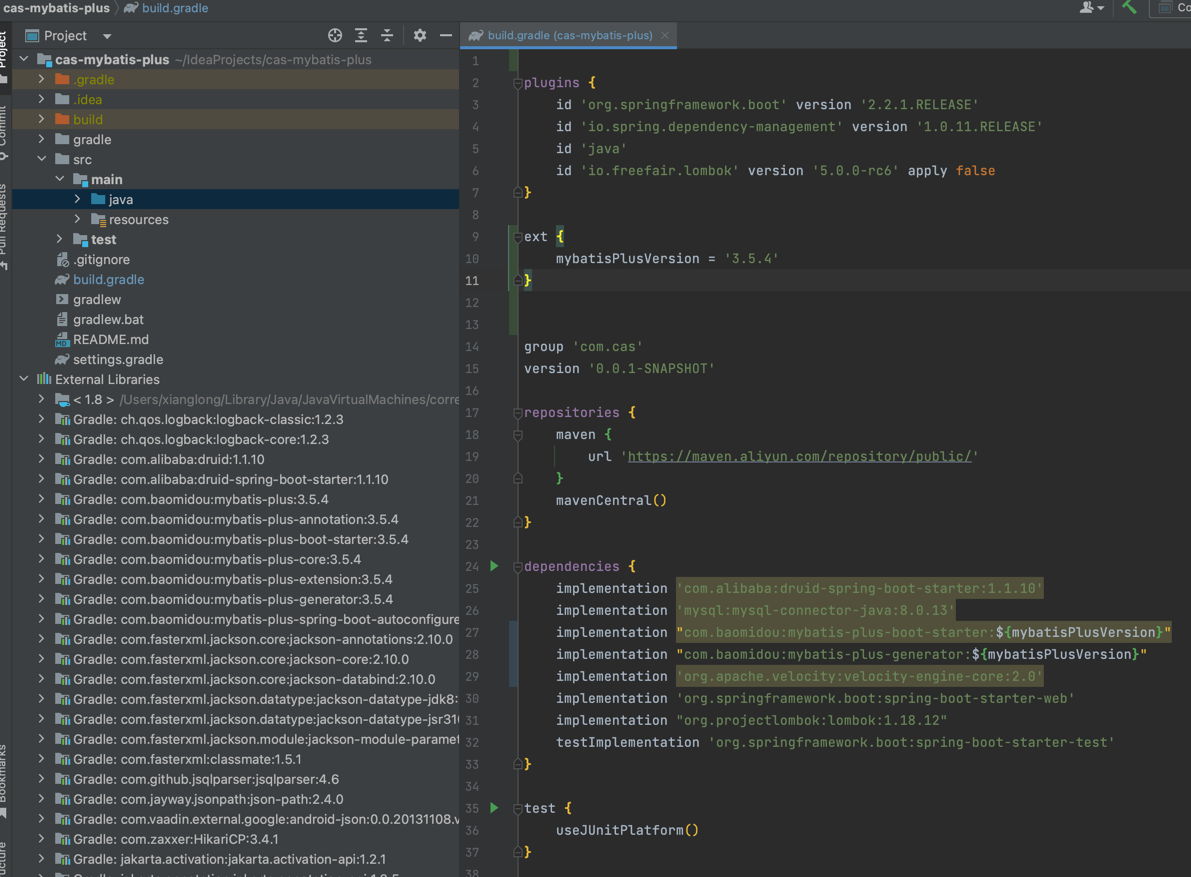 cas-mybatis-plus
build.gradle
Co
Project
Commit
Pull Requests
Bookmarks
Project
cas-mybatis-plus ~/IdeaProjects/cas-mybatis-plus
.gradle
.idea
build
gradle
src
main
java
resources
test
.gitignore
build.gradle
gradlew
gradlew.bat
README.md
settings.gradle
External Libraries
< 1.8 > /Users/xianglong/Library/Java/JavaVirtualMachines/corre
Gradle: ch.qos.logback:logback-classic:1.2.3
Gradle: ch.qos.logback:logback-core:1.2.3
Gradle: com.alibaba:druid:1.1.10
Gradle: com.alibaba:druid-spring-boot-starter:1.1.10
Gradle: com.baomidou:mybatis-plus:3.5.4
Gradle: com.baomidou:mybatis-plus-annotation:3.5.4
Gradle: com.baomidou:mybatis-plus-boot-starter:3.5.4
Gradle: com.baomidou:mybatis-plus-core:3.5.4
Gradle: com.baomidou:mybatis-plus-extension:3.5.4
Gradle: com.baomidou:mybatis-plus-generator:3.5.4
Gradle: com.baomidou:mybatis-plus-spring-boot-autoconfigure
Gradle: com.fasterxml.jackson.core:jackson-annotations:2.10.0
Gradle: com.fasterxml.jackson.core:jackson-core:2.10.0
Gradle: com.fasterxml.jackson.core:jackson-databind:2.10.0
Gradle: com.fasterxml.jackson.datatype:jackson-datatype-jdk8:
Gradle: com.fasterxml.jackson.datatype:jackson-datatype-jsr310
Gradle: com.fasterxml.jackson.module:jackson-module-paramet
Gradle: com.fasterxml:classmate:1.5.1
Gradle: com.github.jsqlparser:jsqlparser:4.6
Gradle: com.jayway.jsonpath:json-path:2.4.0
Gradle: com.vaadin.external.google:android-json:0.0.20131108.v
Gradle: com.zaxxer:HikariCP:3.4.1
Gradle: jakarta.activation:jakarta.activation-api:1.2.1
build.gradle (cas-mybatis-plus)
1
2 plugins {
3 id 'org.springframework.boot' version '2.2.1.RELEASE'
4 id 'io.spring.dependency-management' version '1.0.11.RELEASE'
5 id 'java'
6 id 'io.freefair.lombok' version '5.0.0-rc6' apply false
7 }
8
9 ext {
10 mybatisPlusVersion = '3.5.4'
11 }
12
13
14 group 'com.cas'
15 version '0.0.1-SNAPSHOT'
16
17 repositories {
18 maven {
19 url 'https://maven.aliyun.com/repository/public/'
20 }
21 mavenCentral()
22 }
23
24 dependencies {
25 implementation 'com.alibaba:druid-spring-boot-starter:1.1.10'
26 implementation 'mysql:mysql-connector-java:8.0.13'
27 implementation "com.baomidou:mybatis-plus-boot-starter:${mybatisPlusVersion}"
28 implementation "com.baomidou:mybatis-plus-generator:${mybatisPlusVersion}"
29 implementation 'org.apache.velocity:velocity-engine-core:2.0'
30 implementation 'org.springframework.boot:spring-boot-starter-web'
31 implementation "org.projectlombok:lombok:1.18.12"
32 testImplementation 'org.springframework.boot:spring-boot-starter-test'
33 }
34
35 test {
36 useJUnitPlatform()
37 }
38